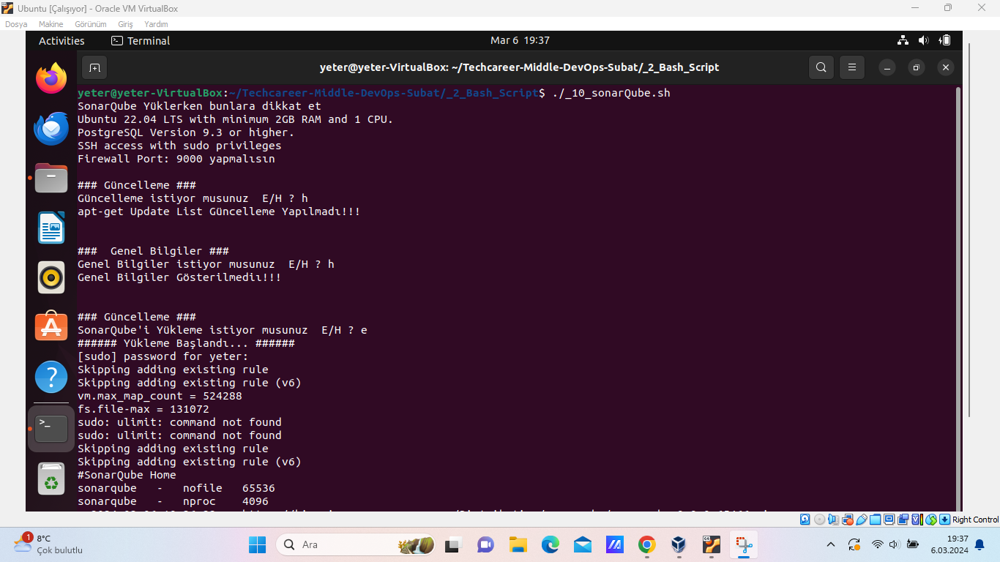 Ubuntu [Çalışıyor] - Oracle VM VirtualBox
Dosya Makine Görünüm Giriş Yardım
Activities Terminal Mar 6 19:37
yeter@yeter-VirtualBox: ~/Techcareer-Middle-DevOps-Subat/_2_Bash_Script
yeter@yeter-VirtualBox:~/Techcareer-Middle-DevOps-Subat/_2_Bash_Script$ ./_10_sonarQube.sh
SonarQube Yüklerken bunlara dikkat et
Ubuntu 22.04 LTS with minimum 2GB RAM and 1 CPU.
PostgreSQL Version 9.3 or higher.
SSH access with sudo privileges
Firewall Port: 9000 yapmalısın
### Güncelleme ###
Güncelleme istiyor musunuz E/H ? h
apt-get Update List Güncelleme Yapılmadı!!!
### Genel Bilgiler ###
Genel Bilgiler istiyor musunuz E/H ? h
Genel Bilgiler Gösterilmediı!!!
### Güncelleme ###
SonarQube'i Yükleme istiyor musunuz E/H ? e
###### Yükleme Başlandı... ######
[sudo] password for yeter:
Skipping adding existing rule
Skipping adding existing rule (v6)
vm.max_map_count = 524288
fs.file-max = 131072
sudo: ulimit: command not found
sudo: ulimit: command not found
Skipping adding existing rule
Skipping adding existing rule (v6)
#SonarQube Home
sonarqube - nofile 65536
sonarqube - nproc 4096
Right Control
1
8°C
Çok bulutlu
Ara
19:37
6.03.2024